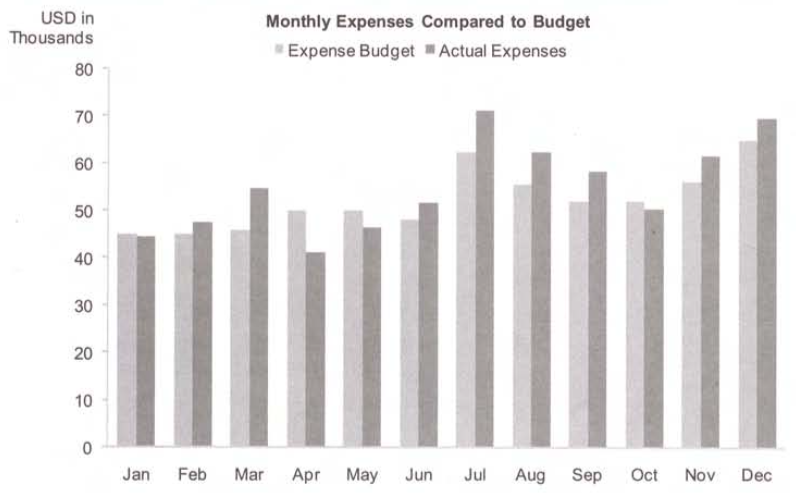 USD in
Thousands
Monthly Expenses Compared to Budget
Expense Budget Actual Expenses
80
70
60
50
40
30
20
10
0
Jan Feb Mar Apr May Jun Jul Aug Sep Oct Nov Dec